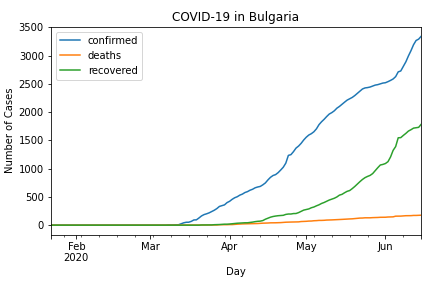 COVID-19 in Bulgaria
confirmed
deaths
recovered
3500
3000
2500
2000
1500
1000
500
0
Number of Cases
Feb Mar Apr May Jun
2020
Day